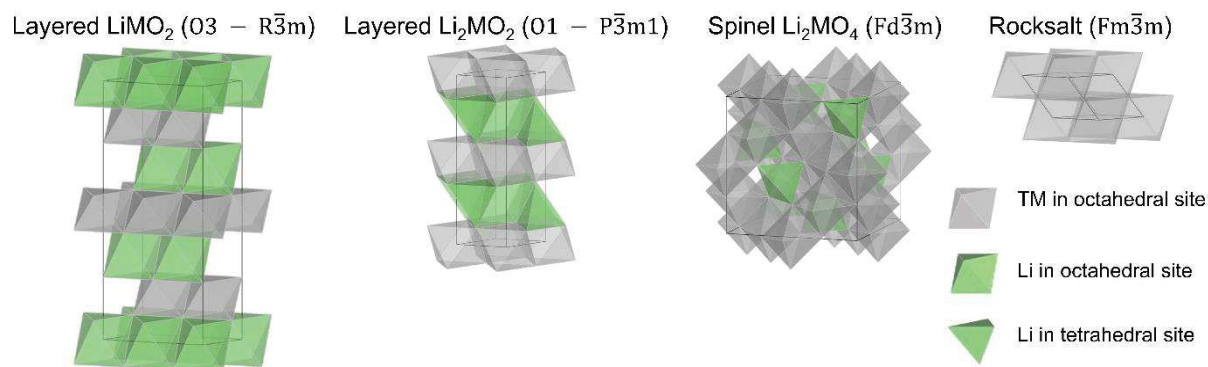 Layered LiMO₂ (O3 − R3̄m)
Layered Li₂MO₂ (O1 − P3̄m1)
Spinel Li₂MO₄ (Fd3̄m)
Rocksalt (Fm3̄m)
TM in octahedral site
Li in octahedral site
Li in tetrahedral site